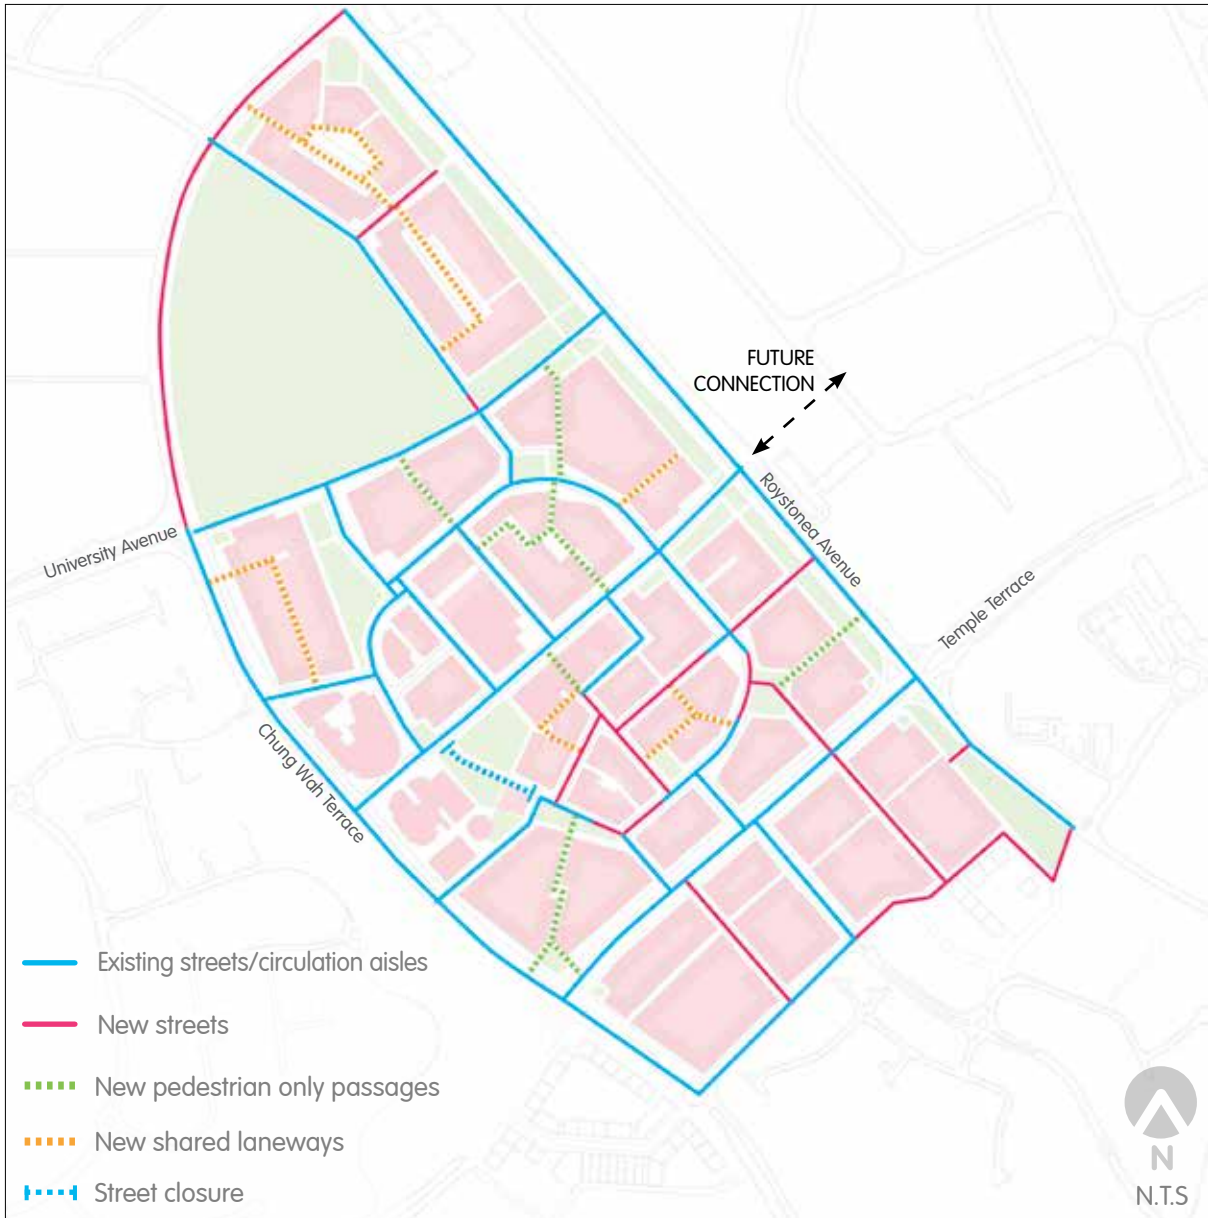 FUTURE
CONNECTION
Roystonea Avenue
University Avenue
Temple Terrace
Chung Wah Terrace
Existing streets/circulation aisles
New streets
New pedestrian only passages
New shared laneways
Street closure
N
N.T.S